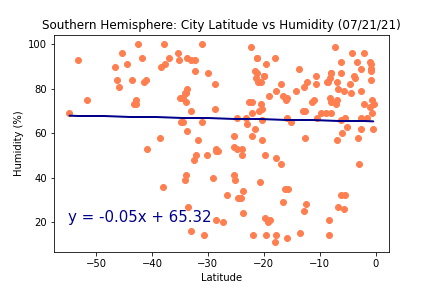 Southern Hemisphere: City Latitude vs Humidity (07/21/21)
100
80
60
40
20
Humidity (%)
y = -0.05x + 65.32
−50
−40
−30
−20
−10
0
Latitude